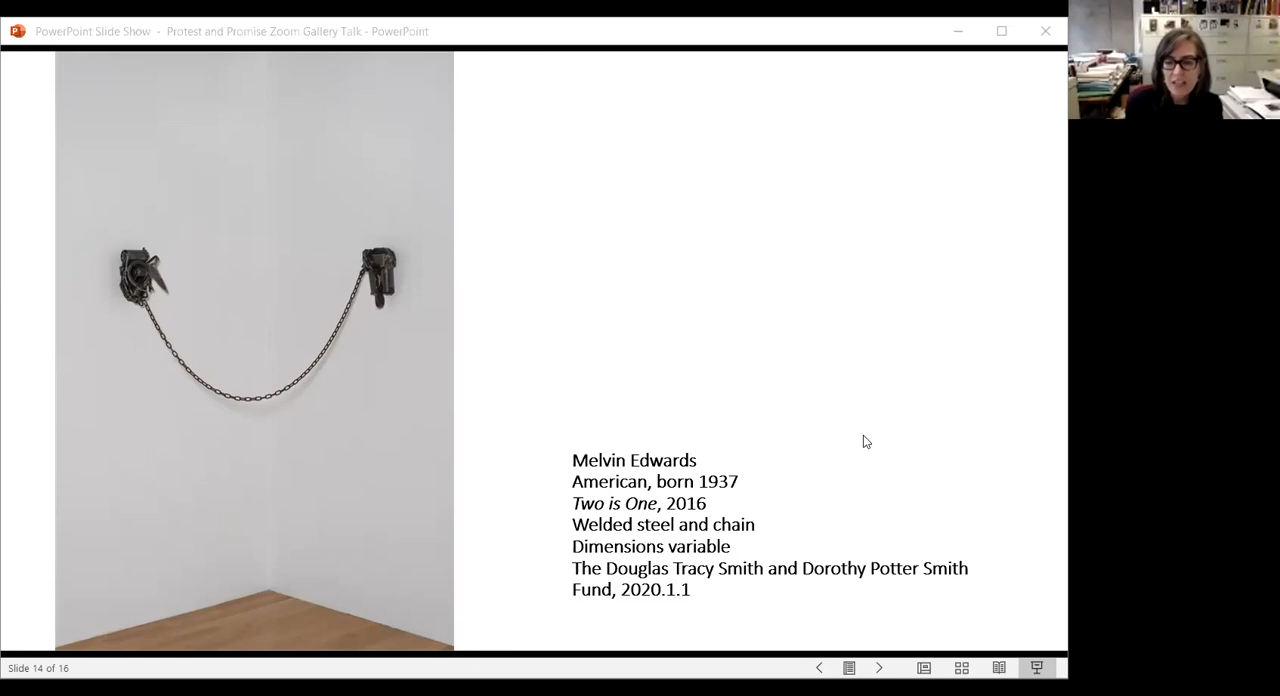 PowerPoint Slide Show - Protest and Promise Zoom Gallery Talk - PowerPoint
Melvin Edwards
American, born 1937
Two is One, 2016
Welded steel and chain
Dimensions variable
The Douglas Tracy Smith and Dorothy Potter Smith
Fund, 2020.1.1
Slide 14 of 16